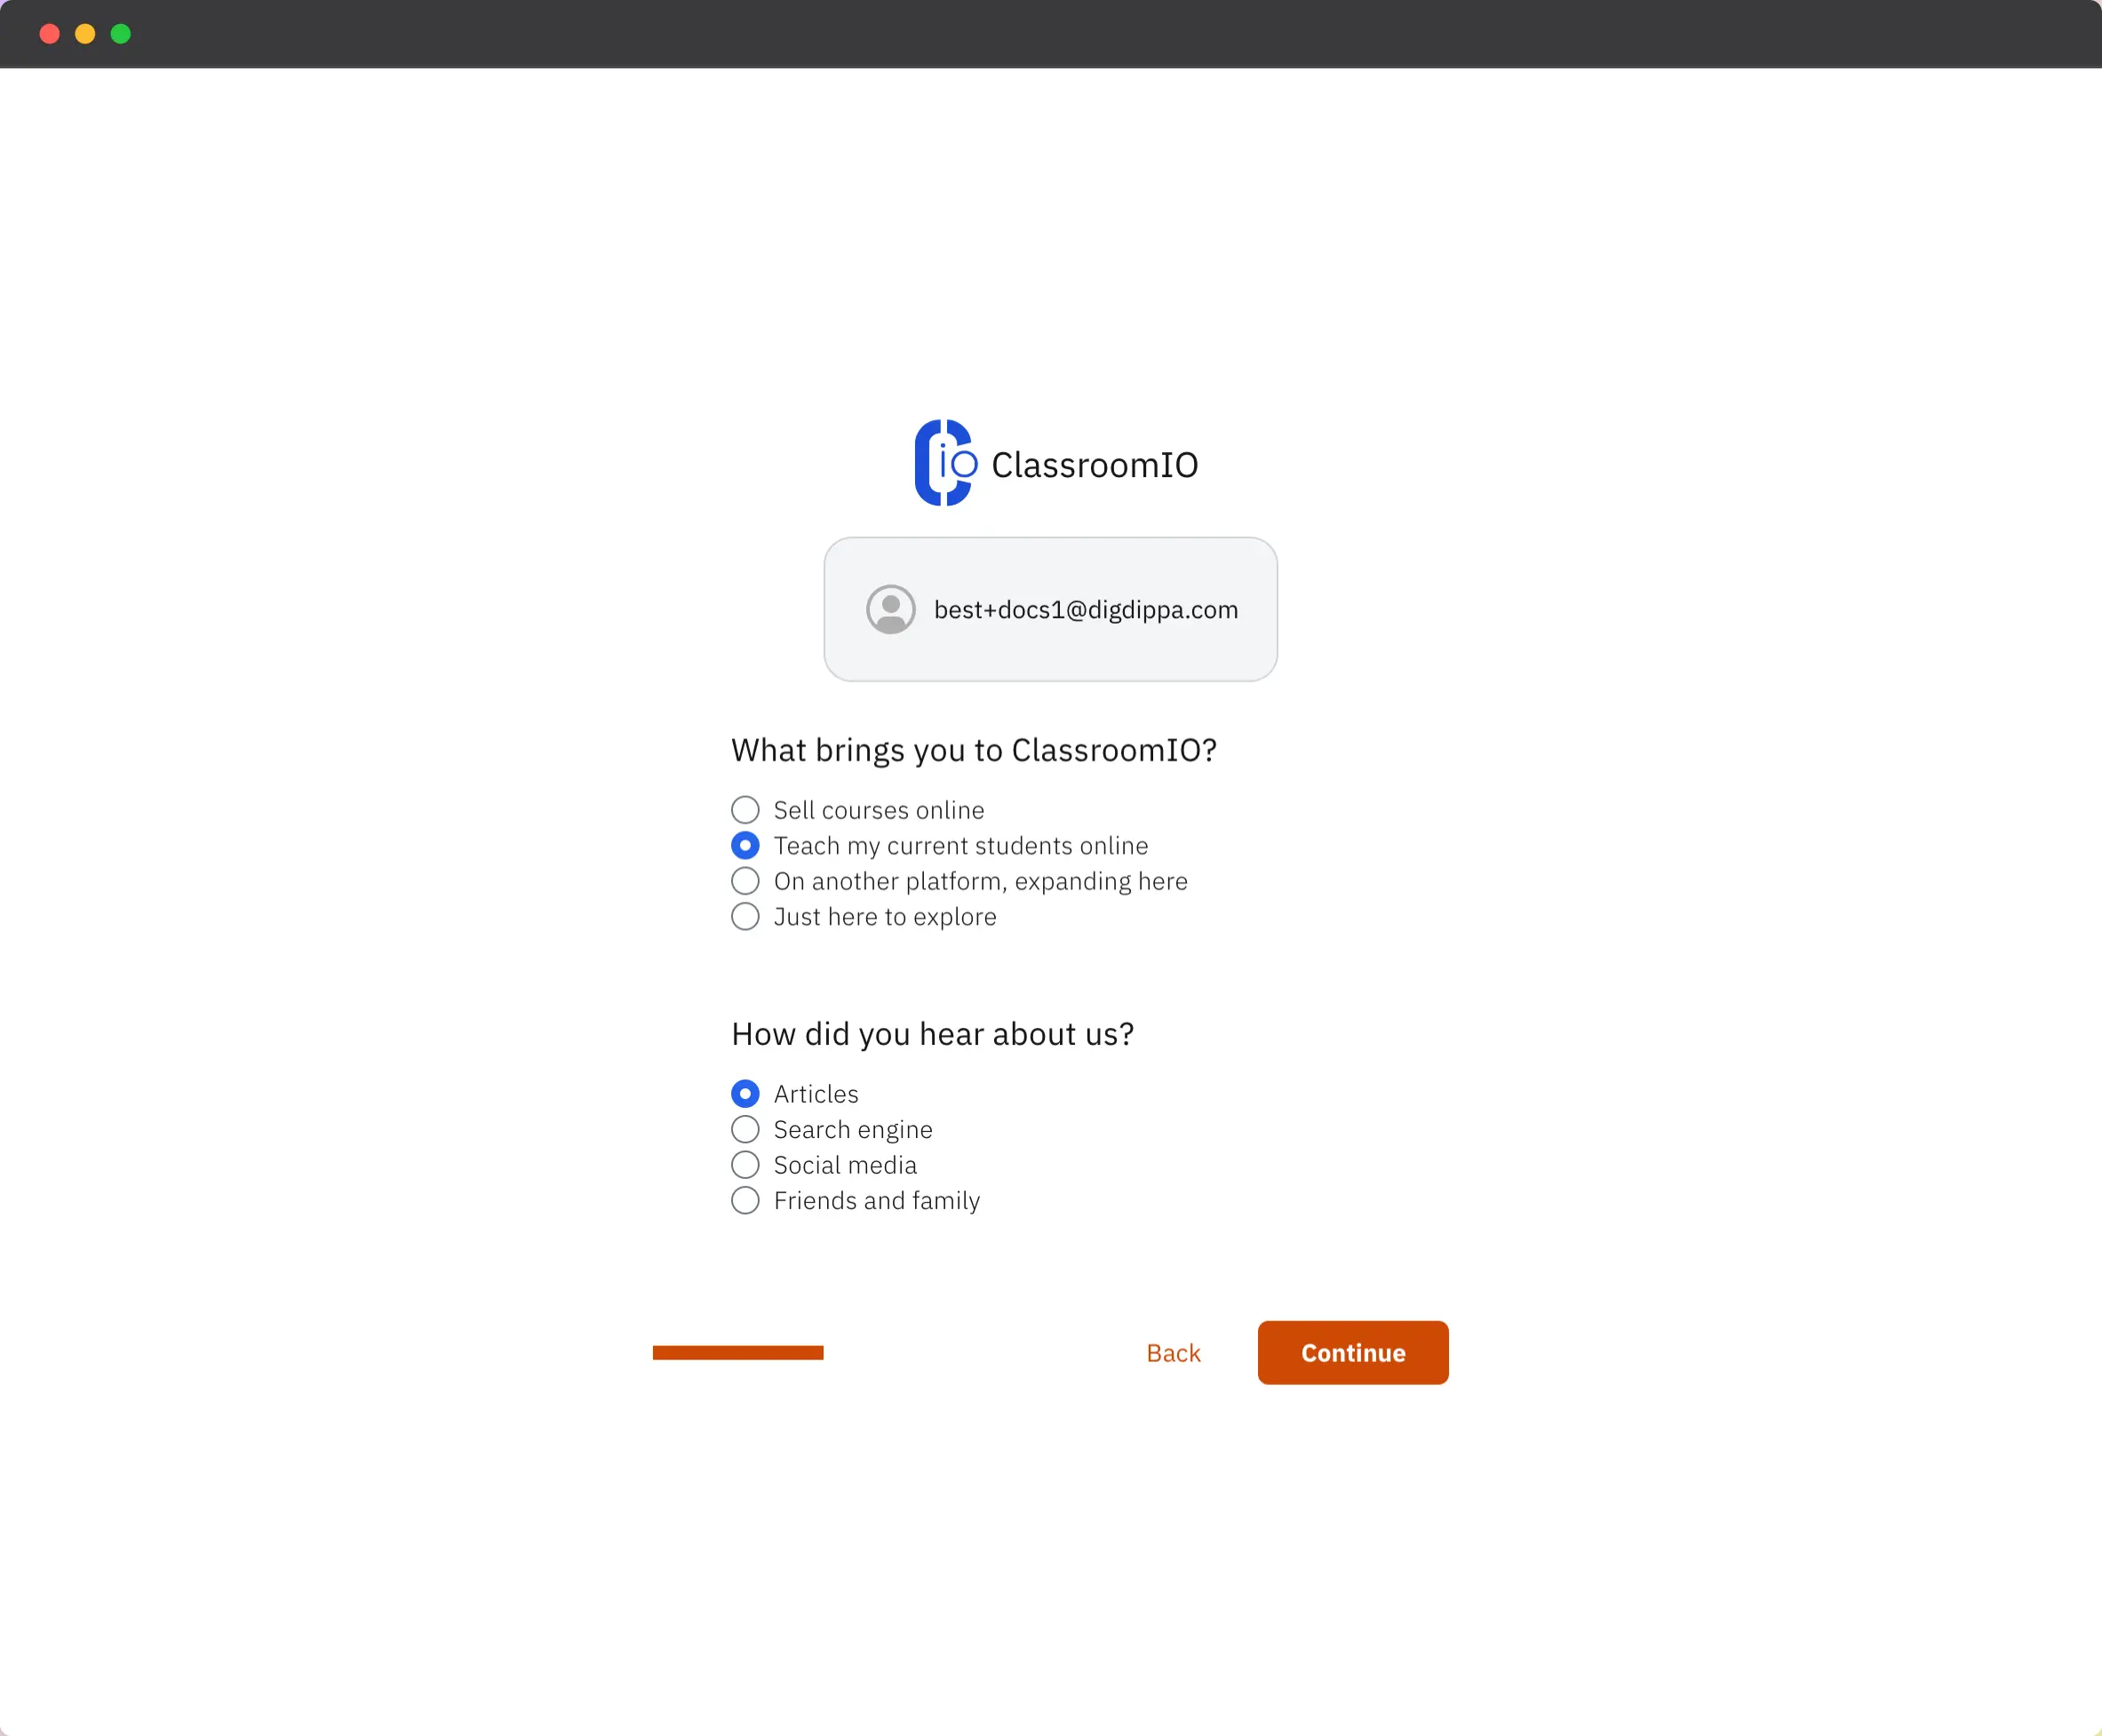 io ClassroomIO
best+docs1@digdippa.com
What brings you to ClassroomIO?
Sell courses online
Teach my current students online
On another platform, expanding here
Just here to explore
How did you hear about us?
Articles
Search engine
Social media
Friends and family
Back Continue